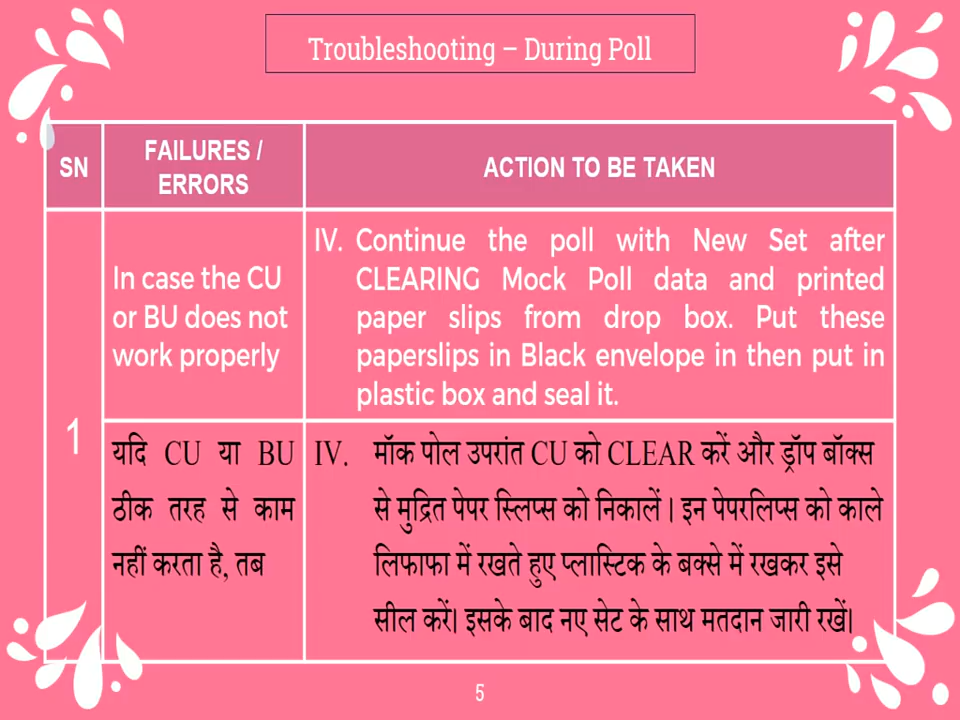 Troubleshooting – During Poll
SN
FAILURES /
ERRORS
ACTION TO BE TAKEN
1
In case the CU
or BU does not
work properly
IV. Continue the poll with New Set after
CLEARING Mock Poll data and printed
paper slips from drop box. Put these
paperslips in Black envelope in then put in
plastic box and seal it.
यदि CU या BU
ठीक तरह से काम
नहीं करता है, तब
IV. मॉक पोल उपरांत CU को CLEAR करें और ड्रॉप बॉक्स
से मुद्रित पेपर स्लिप्स को निकालें। इन पेपरलिप्स को काले
लिफाफा में रखते हुए प्लास्टिक के बक्से में रखकर इसे
सील करें। इसके बाद नए सेट के साथ मतदान जारी रखें।
5